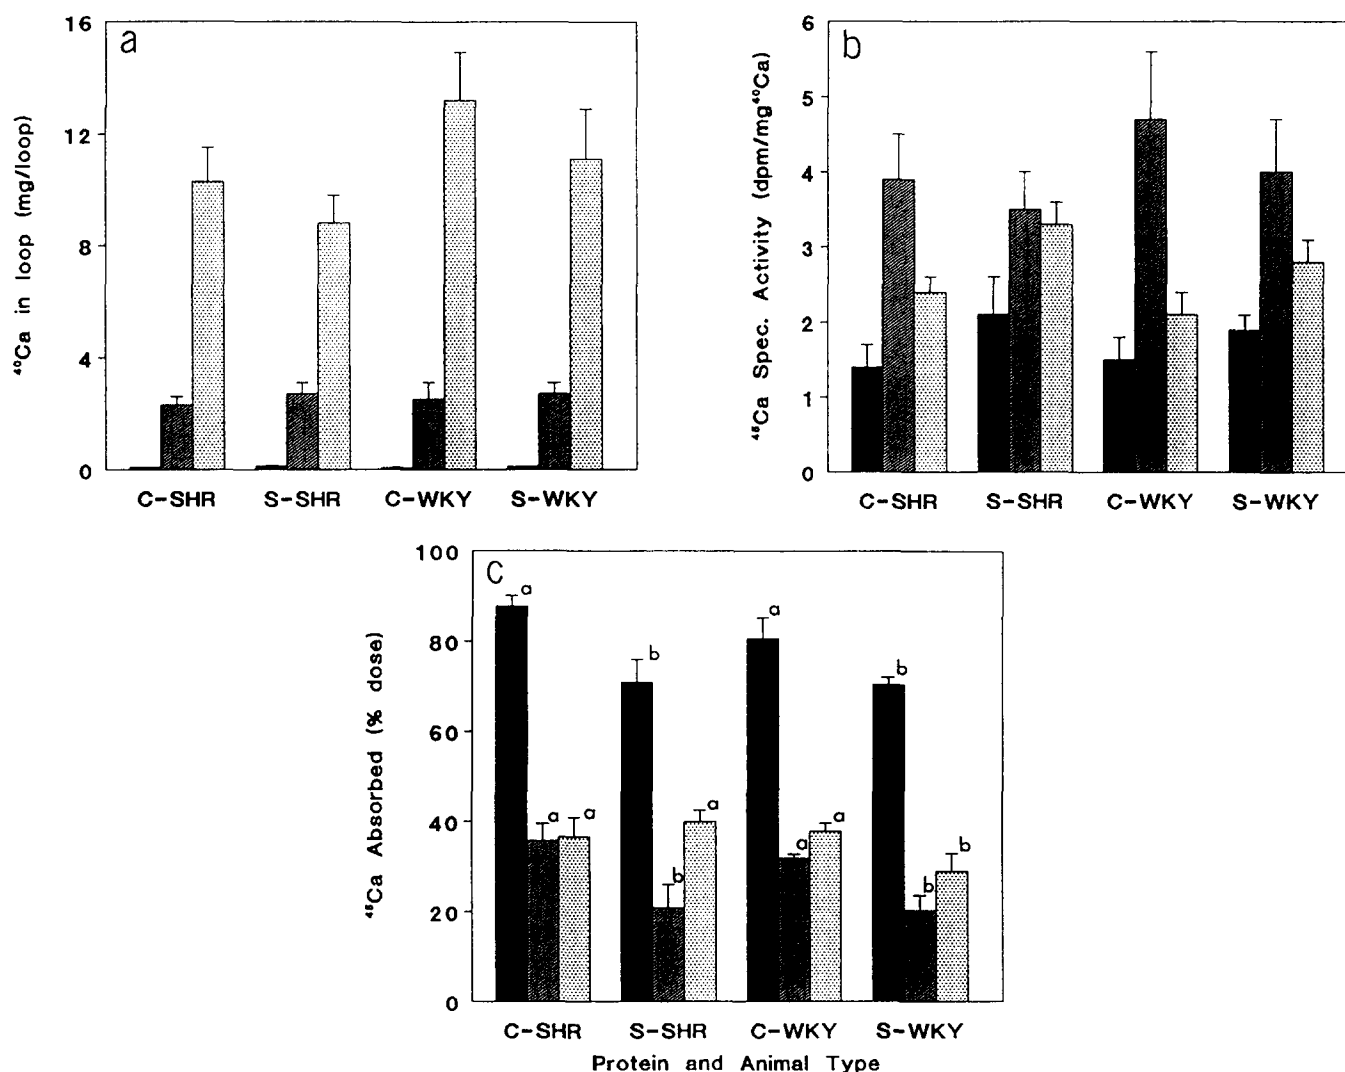 a
⁴⁰Ca in loop (mg/loop)
16
12
8
4
0
C-SHR S-SHR C-WKY S-WKY
b
⁴⁵Ca Spec. Activity (dpm/mg⁴⁰Ca)
6
5
4
3
2
1
0
C-SHR S-SHR C-WKY S-WKY
C
⁴⁵Ca Absorbed (% dose)
100
80
60
40
20
0
a a a
b b a
a a a
b b b
C-SHR S-SHR C-WKY S-WKY
Protein and Animal Type